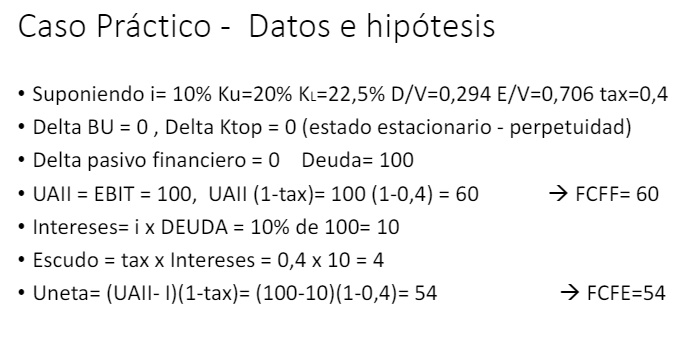 Caso Práctico -  Datos e hipótesis
• Suponiendo i= 10% Ku=20% KL=22,5% D/V=0,294 E/V=0,706 tax=0,4
• Delta BU = 0 , Delta Ktop = 0 (estado estacionario - perpetuidad)
• Delta pasivo financiero = 0    Deuda= 100
• UAII = EBIT = 100,  UAII (1-tax)= 100 (1-0,4) = 60    → FCFF= 60
• Intereses= i x DEUDA = 10% de 100= 10
• Escudo = tax x Intereses = 0,4 x 10 = 4
• Uneta= (UAII- I)(1-tax)= (100-10)(1-0,4)= 54    → FCFE=54